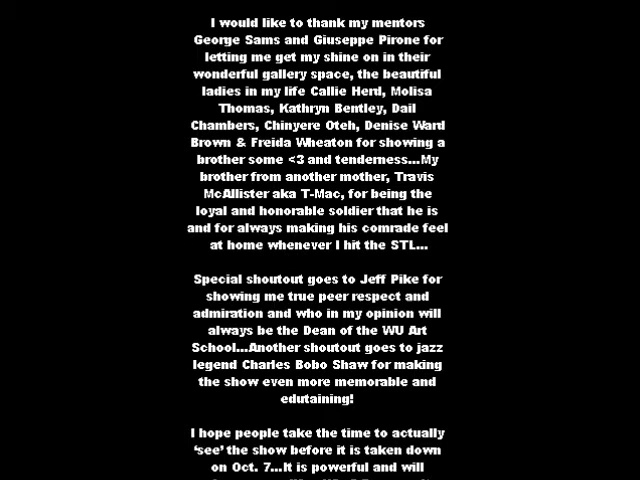 I would like to thank my mentors
George Sams and Giuseppe Pirone for
letting me get my shine on in their
wonderful gallery space, the beautiful
ladies in my life Callie Herd, Molisa
Thomas, Kathryn Bentley, Dail
Chambers, Chinyere Oteh, Denise Ward
Brown & Freida Wheaton for showing a
brother some <3 and tenderness...My
brother from another mother, Travis
McAllister aka T-Mac, for being the
loyal and honorable soldier that he is
and for always making his comrade feel
at home whenever I hit the STL...

Special shoutout goes to Jeff Pike for
showing me true peer respect and
admiration and who in my opinion will
always be the Dean of the WU Art
School...Another shoutout goes to jazz
legend Charles Bobo Shaw for making
the show even more memorable and
edutaining!

I hope people take the time to actually
‘see’ the show before it is taken down
on Oct. 7...It is powerful and will